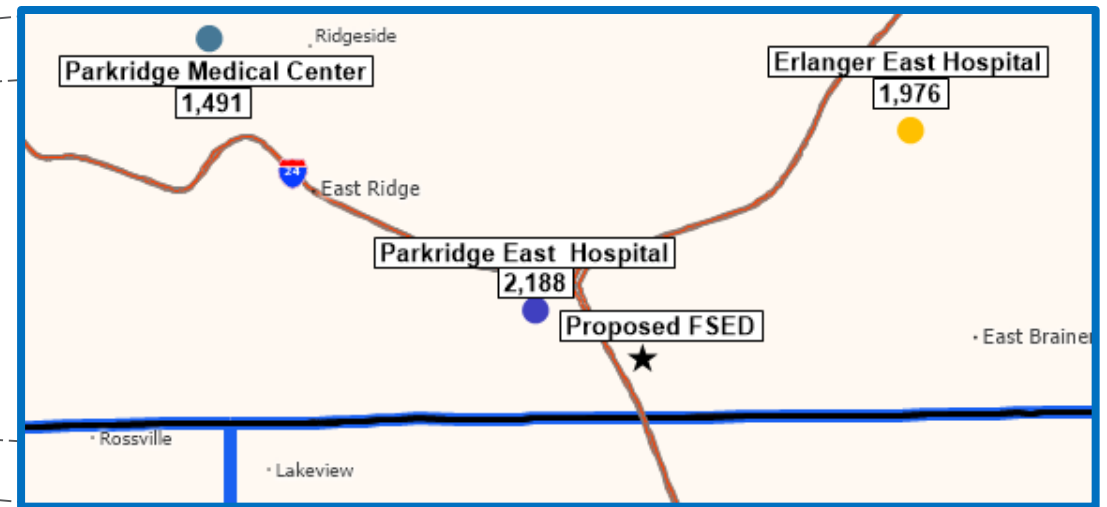 Ridgeside
Parkridge Medical Center
1,491
Erlanger East Hospital
1,976
24
East Ridge
Parkridge East  Hospital
2,188
Proposed FSED
East Brainer
Rossville
Lakeview